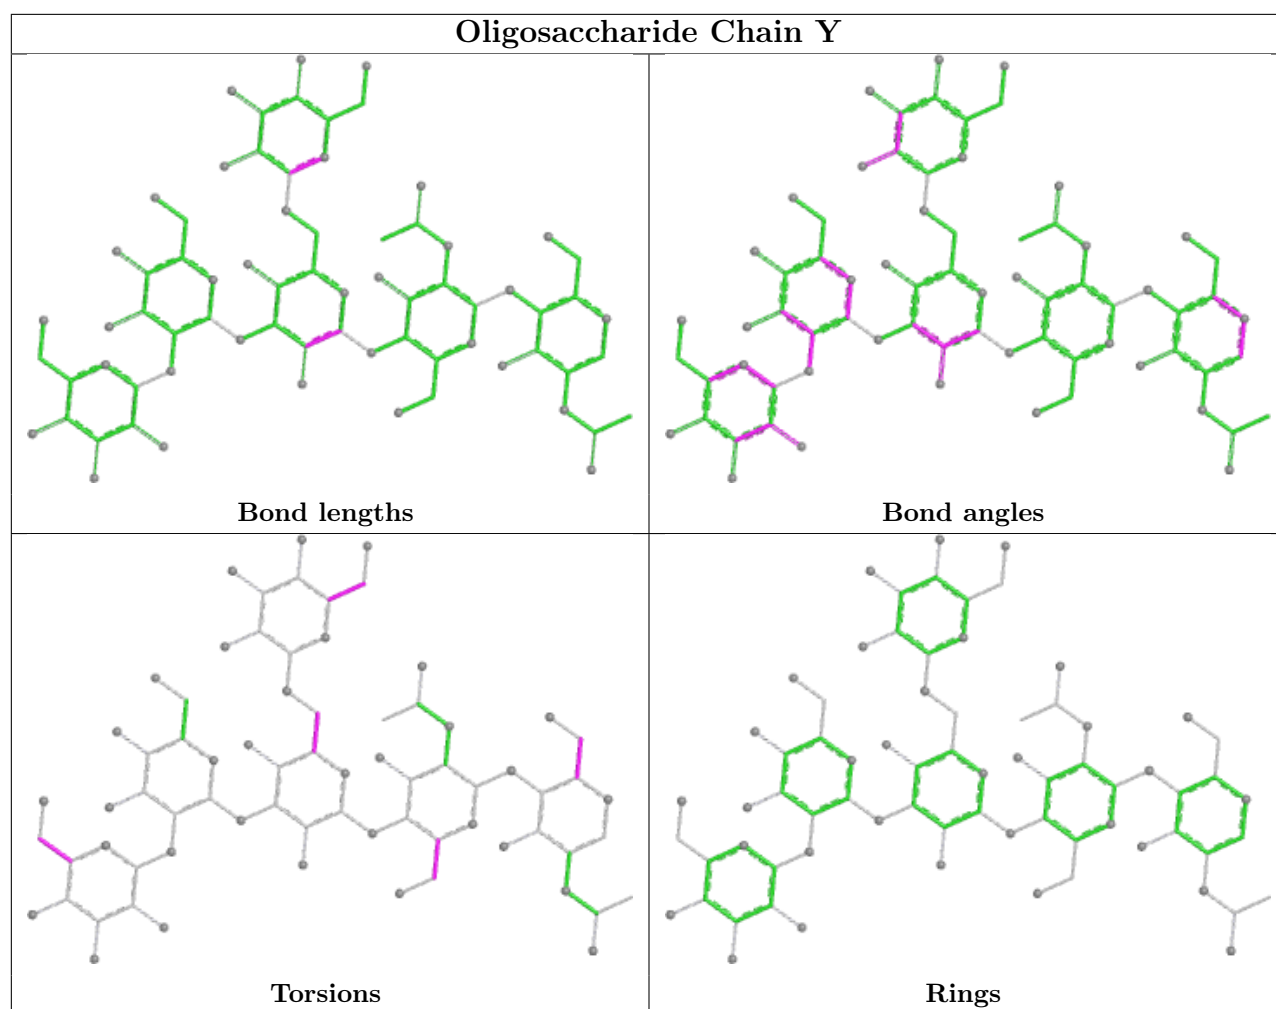 Oligosaccharide Chain Y
Bond lengths
Bond angles
Torsions
Rings